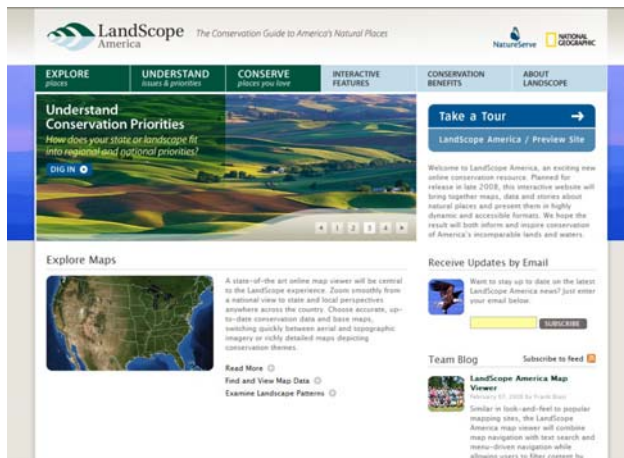 LandScope
America
The Conservation Guide to America's Natural Places
NatureServe
NATIONAL
GEOGRAPHIC
EXPLORE
places
UNDERSTAND
issues & priorities
CONSERVE
places you love
INTERACTIVE
FEATURES
CONSERVATION
BENEFITS
ABOUT
LANDSCOPE
Understand
Conservation Priorities
How does your state or landscape fit
into regional and national priorities?
DIG IN
1 2 3 4
Take a Tour
LandScope America / Preview Site
Welcome to LandScope America, an exciting new
online conservation resource. Planned for
release in late 2008, this interactive website will
bring together maps, data and stories about
natural places and present them in highly
dynamic and accessible formats. We hope the
result will both inform and inspire conservation
of America's incomparable lands and waters.
Explore Maps
A state-of-the art online map viewer will be central
to the LandScope experience. Zoom smoothly from
a national view to state and local perspectives
anywhere across the country. Choose accurate, up-
to-date conservation data and base maps,
switching quickly between aerial and topographic
imagery or richly detailed maps depicting
conservation themes.
Read More
Find and View Map Data
Examine Landscape Patterns
Receive Updates by Email
Want to stay up to date on the latest
LandScope America news? Just enter
your email below.
SUBSCRIBE
Team Blog
Subscribe to feed
LandScope America Map
Viewer
February 07, 2008 by Frank
Similar in look-and-feel to popular
mapping sites, the LandScope
America map viewer will combine
map navigation with text search and
menu-driven navigation while
allowing users to filter content by